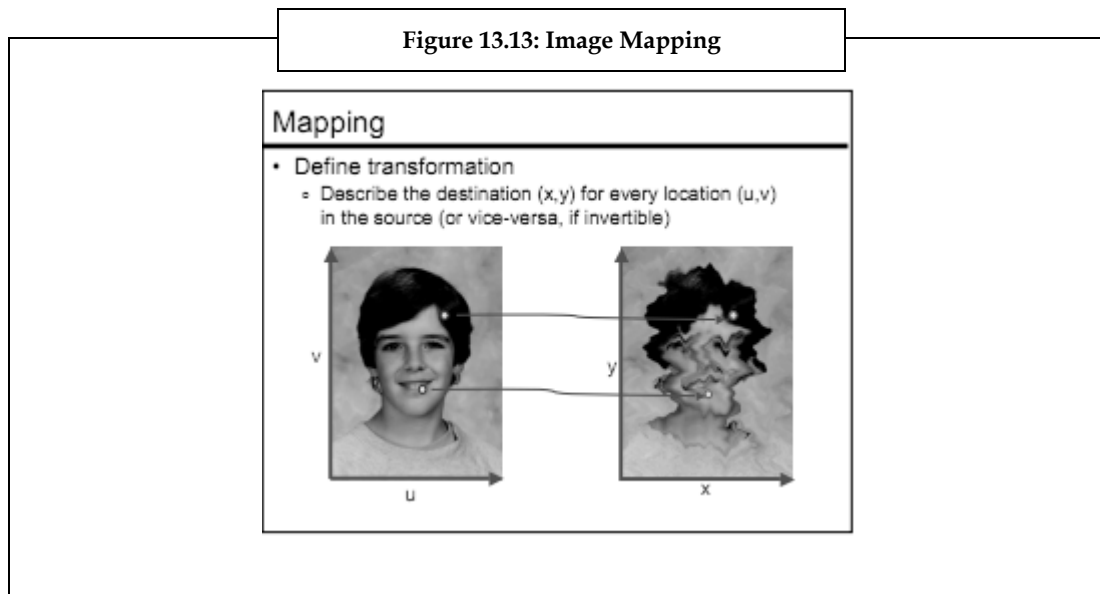 Figure 13.13: Image Mapping
Mapping
• Define transformation
∘ Describe the destination (x,y) for every location (u,v)
in the source (or vice-versa, if invertible)
v
u
y
x